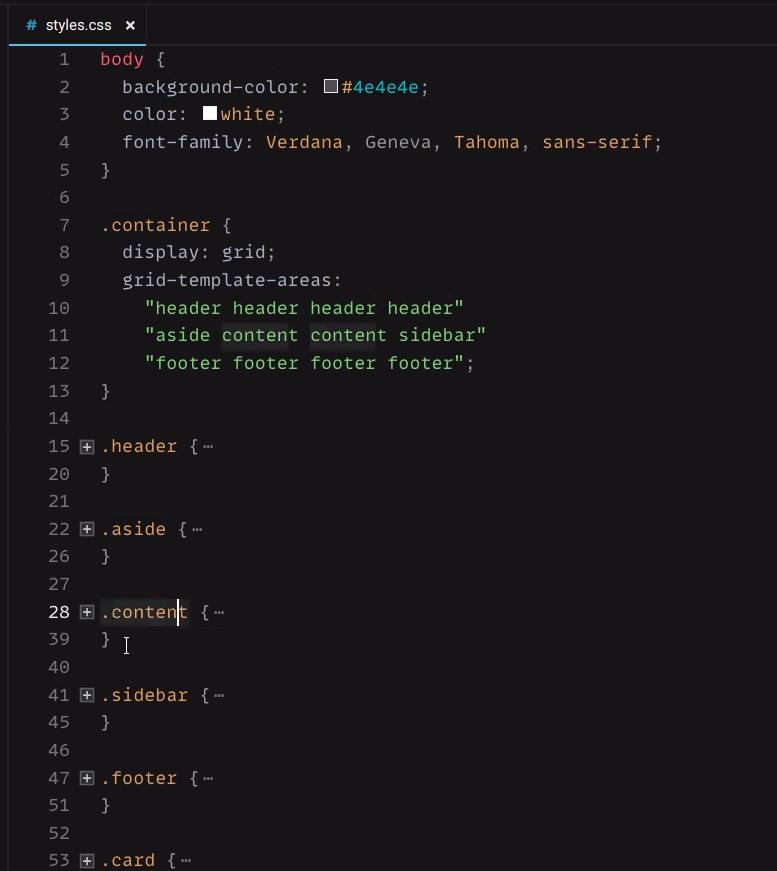 # styles.css ×
1 body {
2 background-color: #4e4e4e;
3 color: white;
4 font-family: Verdana, Geneva, Tahoma, sans-serif;
5 }
6
7 .container {
8 display: grid;
9 grid-template-areas:
10 "header header header header"
11 "aside content content sidebar"
12 "footer footer footer footer";
13 }
14
15 .header {⋯
20 }
21
22 .aside {⋯
26 }
27
28 .content {⋯
39 }
40
41 .sidebar {⋯
45 }
46
47 .footer {⋯
51 }
52
53 .card {⋯